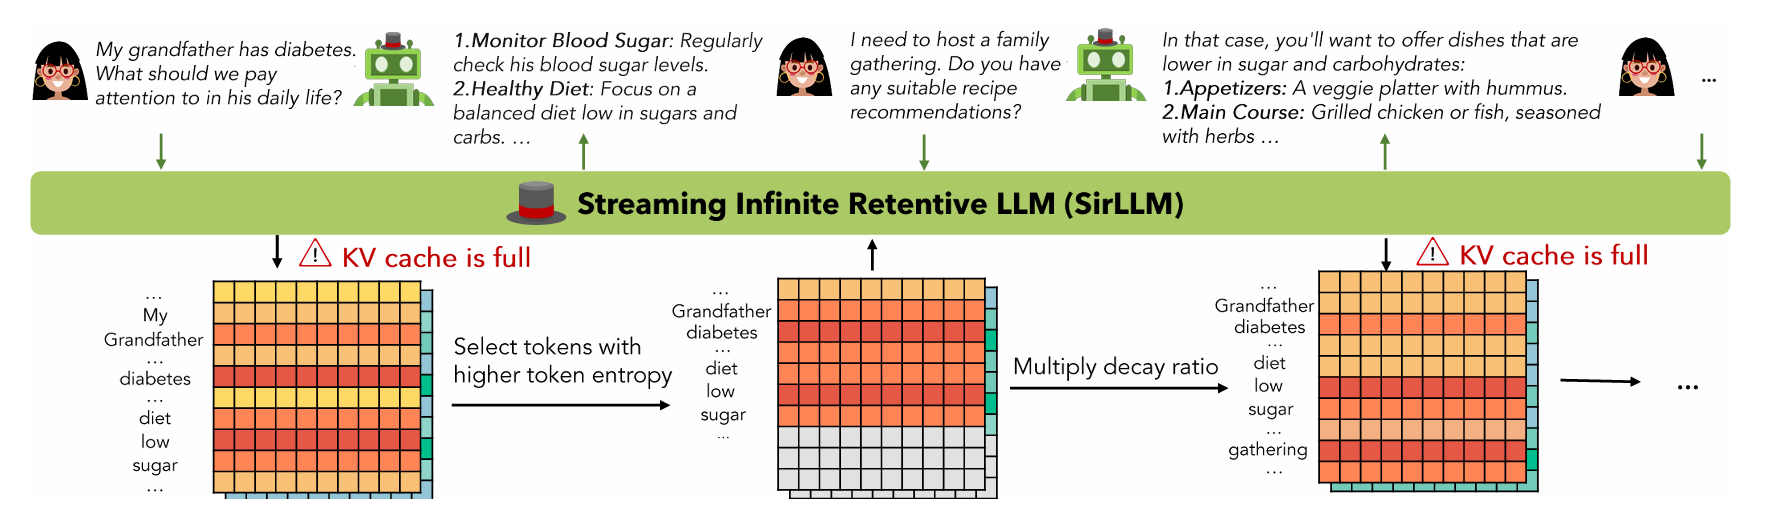 My grandfather has diabetes.
What should we pay
attention to in his daily life?
1.Monitor Blood Sugar: Regularly
check his blood sugar levels.
2.Healthy Diet: Focus on a
balanced diet low in sugars and
carbs. …
I need to host a family
gathering. Do you have
any suitable recipe
recommendations?
In that case, you'll want to offer dishes that are
lower in sugar and carbohydrates:
1.Appetizers: A veggie platter with hummus.
2.Main Course: Grilled chicken or fish, seasoned
with herbs …
...
Streaming Infinite Retentive LLM (SirLLM)
KV cache is full
…
My
Grandfather
…
diabetes
…
diet
low
sugar
…
Select tokens with
higher token entropy
…
Grandfather
diabetes
…
diet
low
sugar
…
Multiply decay ratio
KV cache is full
…
Grandfather
diabetes
…
diet
low
sugar
…
gathering
…
...